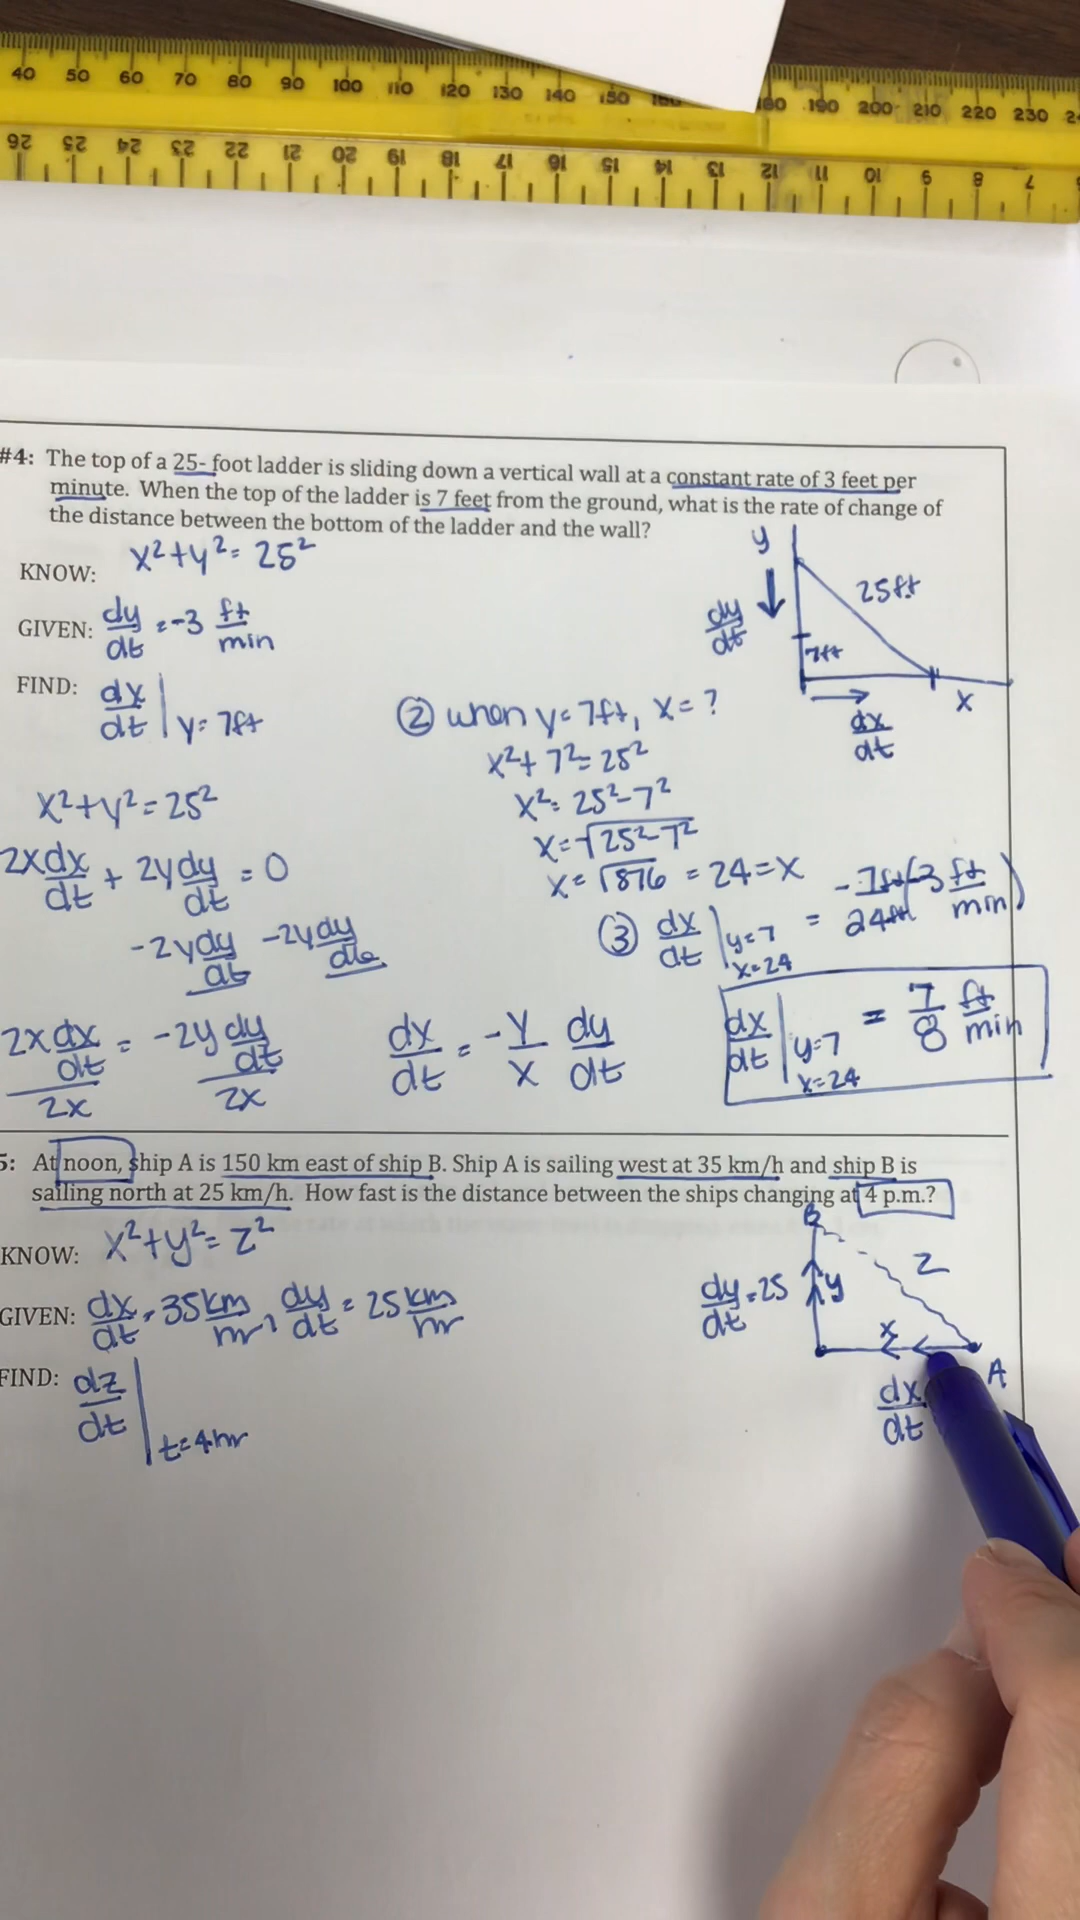 40 50 60 70 80 90 100 110 120 130 140 150 160 180 190 200 210 220 230
26 25 24 23 22 21 20 19 18 17 16 15 14 13 12 11 10 9 8 7
#4: The top of a 25- foot ladder is sliding down a vertical wall at a constant rate of 3 feet per
minute. When the top of the ladder is 7 feet from the ground, what is the rate of change of
the distance between the bottom of the ladder and the wall?
KNOW: x²+y²= 25²
GIVEN: dy/dt = -3 ft/min
FIND: dx/dt | y= 7ft
y
dy/dt
25ft
7ft
x
dx/dt
x²+y²=25²
2x dx/dt + 2y dy/dt = 0
-2y dy/dt -2y dy/dt
2x dx/dt / 2x = -2y dy/dt / 2x
dx/dt = -y/x dy/dt
② when y= 7ft, x= ?
x²+ 7²= 25²
x²= 25²-7²
x=√25²-7²
x= √576 = 24=x
③ dx/dt | y=7 x=24 = -7ft/24ft (-3 ft/min)
dx/dt | y=7 x=24 = 7/8 ft/min
5: At noon, ship A is 150 km east of ship B. Ship A is sailing west at 35 km/h and ship B is
sailing north at 25 km/h. How fast is the distance between the ships changing at 4 p.m.?
KNOW: x²+y²= z²
GIVEN: dx/dt = 35 km/hr, dy/dt = 25 km/hr
FIND: dz/dt | t=4hr
B
dy/dt = 25
y
z
x
A
dx/dt